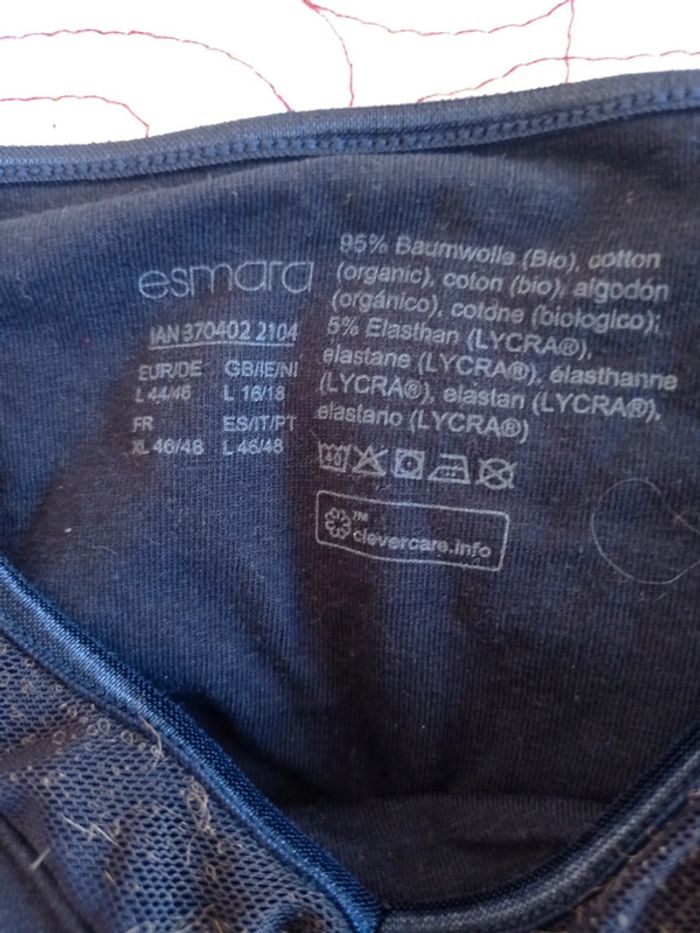 esmara
IAN 370402 2104
EUR/DE GB/IE/NI
L 44/46 L 16/18
FR ES/IT/PT
XL 46/48 L 46/48
95% Baumwolle (Bio), cotton
(organic), coton (bio), algodón
(orgánico), cotone (biologico);
5% Elasthan (LYCRA®),
elastane (LYCRA®), élasthanne
(LYCRA®), elastan (LYCRA®),
elastano (LYCRA®)
™
clevercare.info